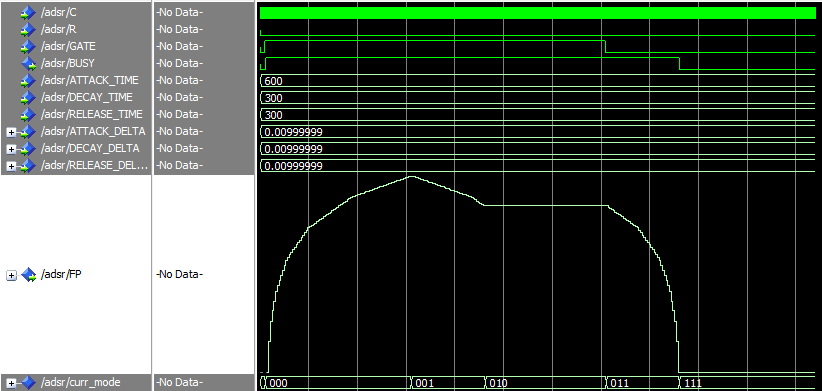 /adsr/C -No Data-
/adsr/R -No Data-
/adsr/GATE -No Data-
/adsr/BUSY -No Data-
/adsr/ATTACK_TIME -No Data- 600
/adsr/DECAY_TIME -No Data- 300
/adsr/RELEASE_TIME -No Data- 300
/adsr/ATTACK_DELTA -No Data- 0.00999999
/adsr/DECAY_DELTA -No Data- 0.00999999
/adsr/RELEASE_DEL... -No Data- 0.00999999
/adsr/FP -No Data-
/adsr/curr_mode -No Data- 000 001 010 011 111